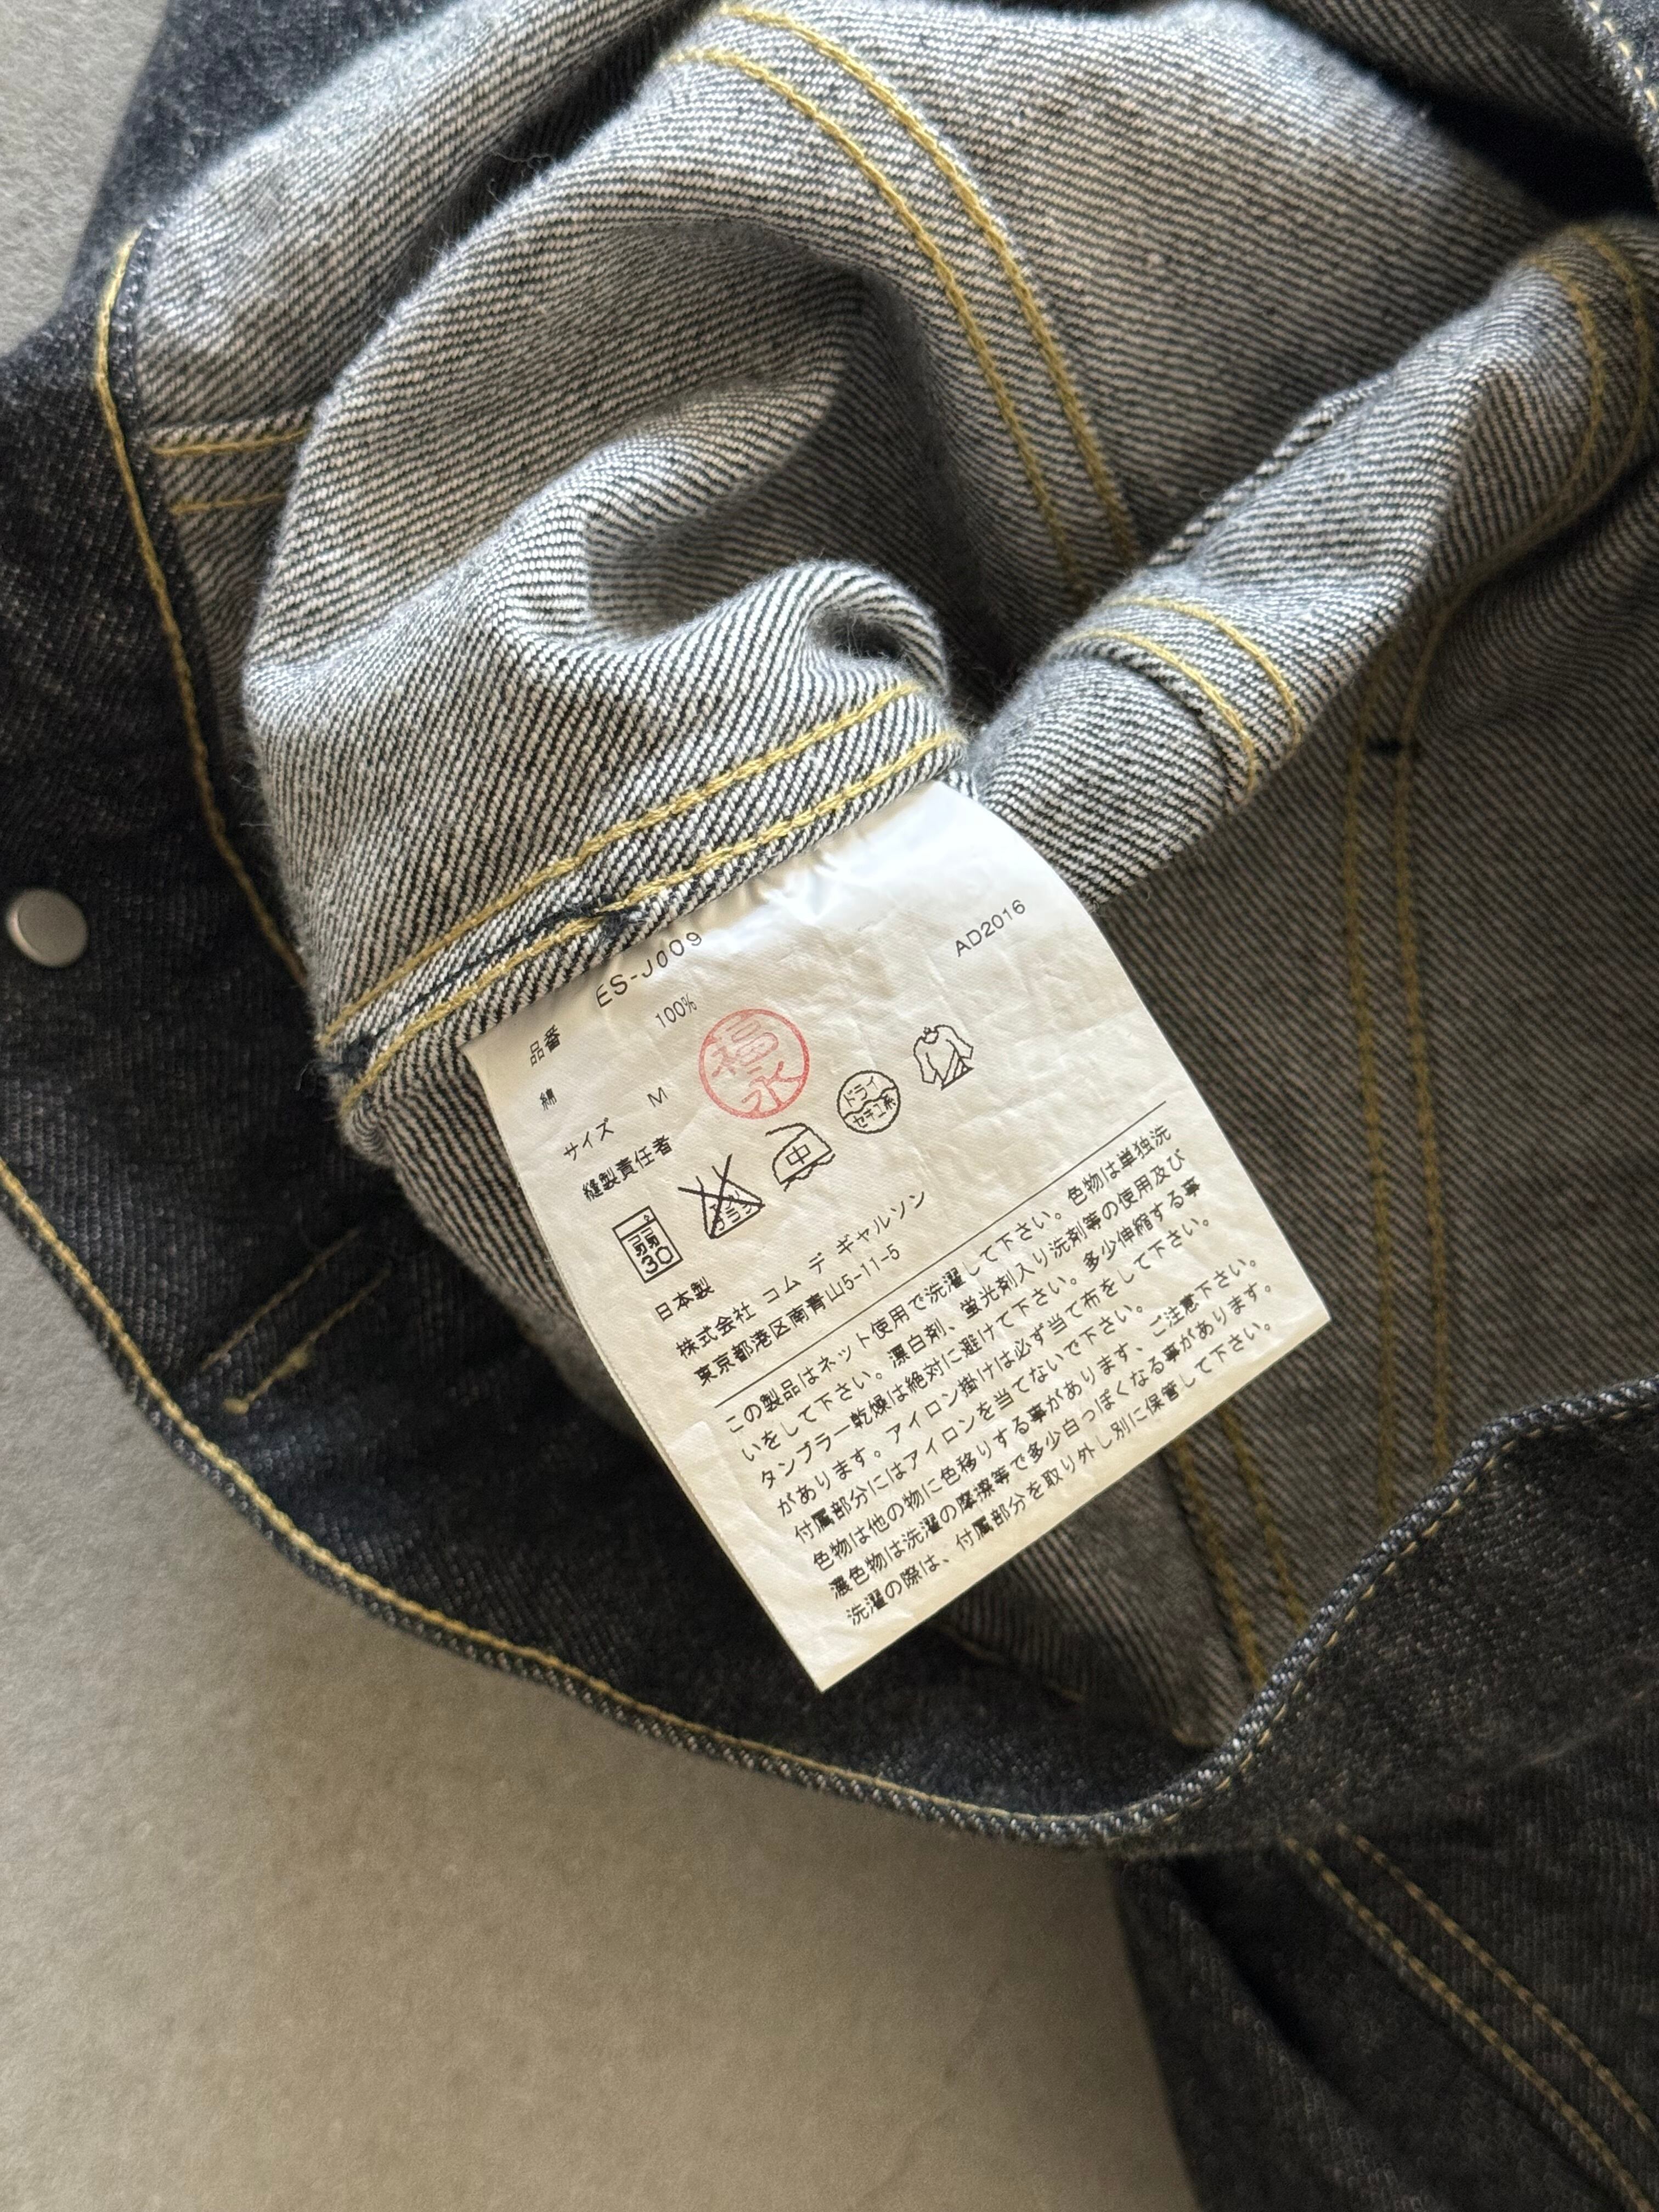 品番 ES-J009 AD2016
綿 100%
サイズ M
縫製責任者 福永
弱 30
エンソサラシ
中
ドライ
セキユ系
日本製
株式会社 コム デ ギャルソン
東京都港区南青山5-11-5
この製品はネット使用で洗濯して下さい。色物は単独洗
いをして下さい。漂白剤、蛍光剤入り洗剤等の使用及び
タンブラー乾燥は絶対に避けて下さい。多少伸縮する事
があります。アイロン掛けは必ず当て布をして下さい。
付属部分にはアイロンを当てないで下さい。
色物は他の物に色移りする事があります、ご注意下さい。
濃色物は洗濯の摩擦等で多少白っぽくなる事があります。
洗濯の際は、付属部分を取り外し別に保管して下さい。